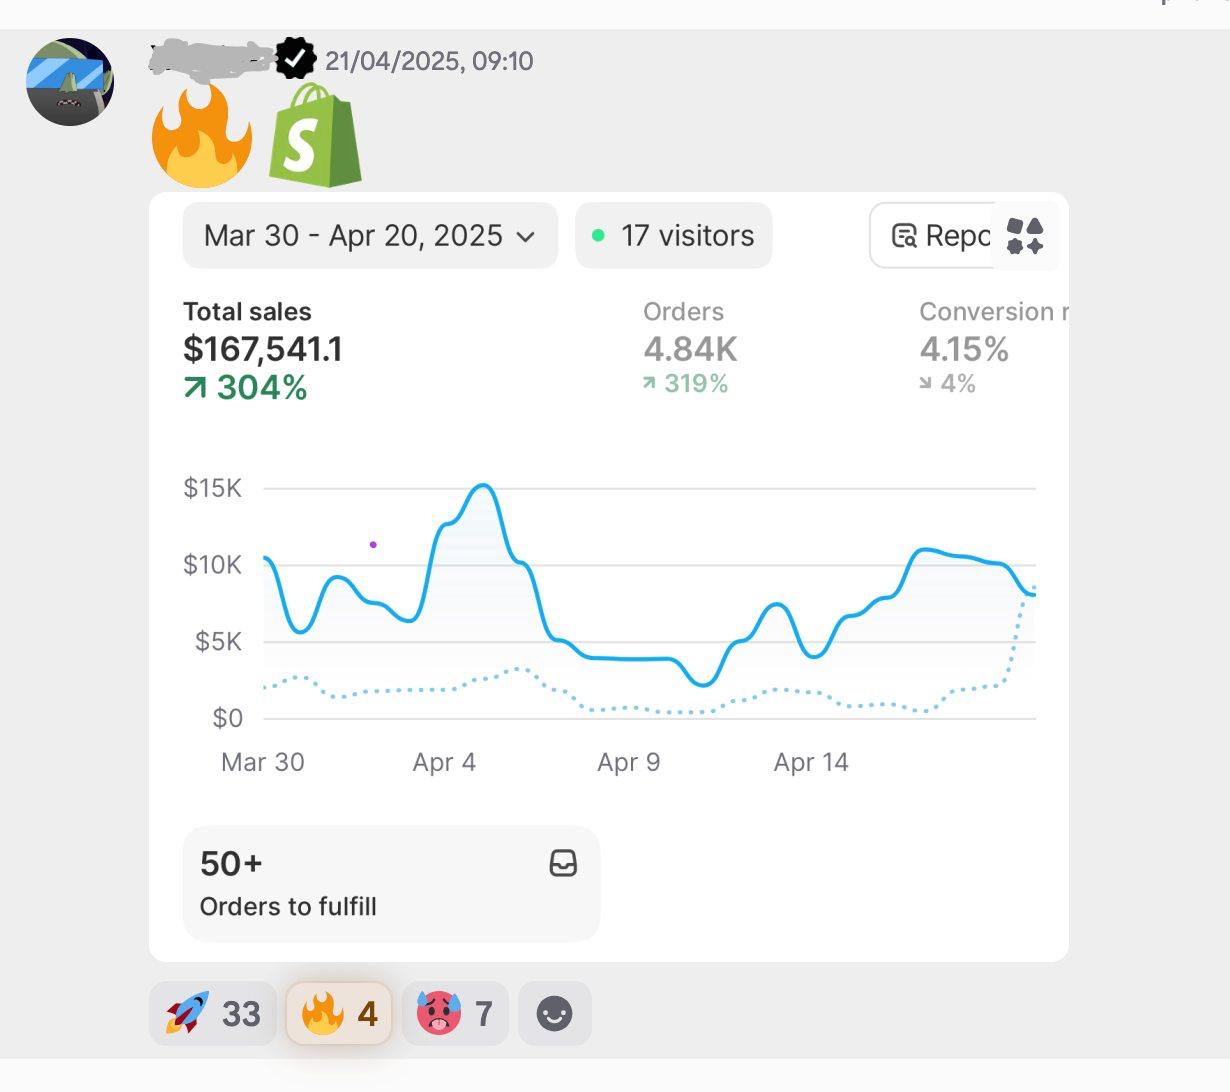 21/04/2025, 09:10
Mar 30 - Apr 20, 2025
17 visitors
Repo
Total sales
Orders
Conversion r
$167,541.1
4.84K
4.15%
304%
319%
4%
$15K
$10K
$5K
$0
Mar 30
Apr 4
Apr 9
Apr 14
50+
Orders to fulfill
33
4
7